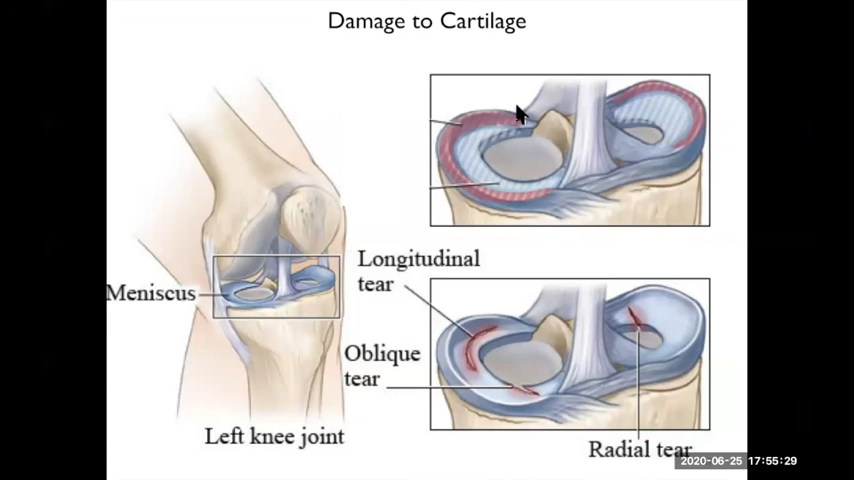 Damage to Cartilage
Longitudinal
tear
Meniscus
Oblique
tear
Left knee joint
Radial tear
2020-06-25 17:55:29